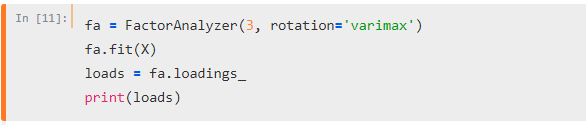 In [11]:
fa = FactorAnalyzer(3, rotation='varimax')
fa.fit(X)
loads = fa.loadings_
print(loads)